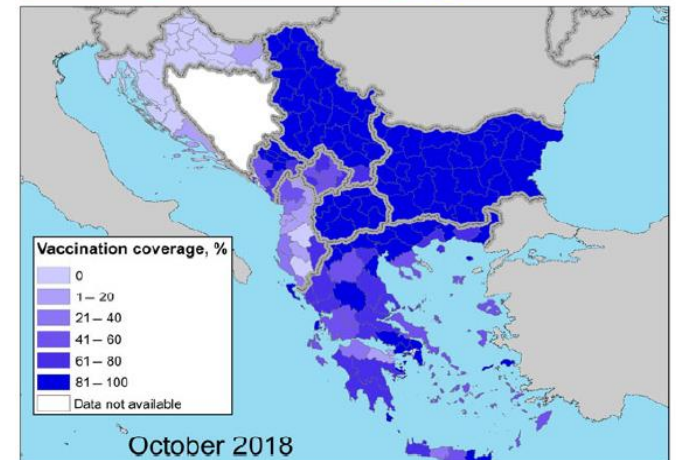 Vaccination coverage, %
0
1 – 20
21 – 40
41 – 60
61 – 80
81 – 100
Data not available
October 2018